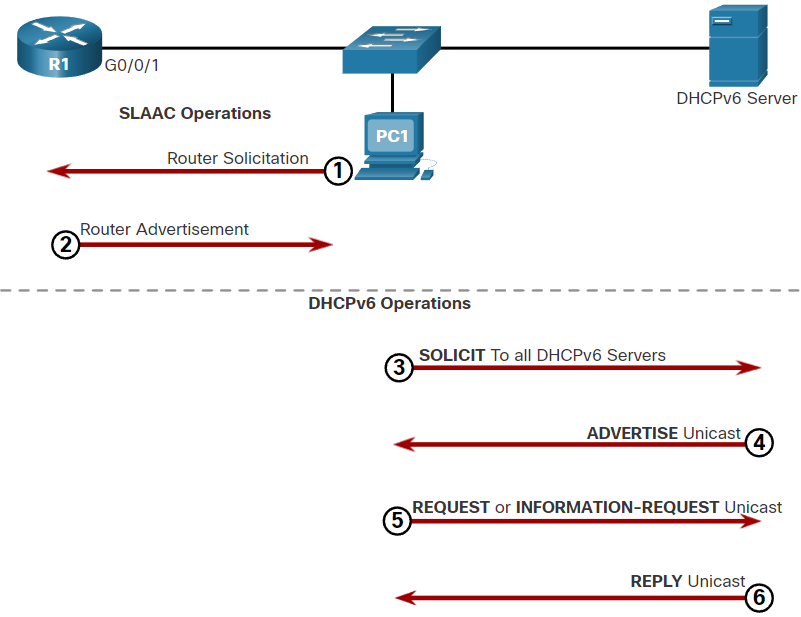 R1
G0/0/1
DHCPv6 Server
SLAAC Operations
PC1
Router Solicitation
1
Router Advertisement
2
DHCPv6 Operations
SOLICIT To all DHCPv6 Servers
3
ADVERTISE Unicast
4
REQUEST or INFORMATION-REQUEST Unicast
5
REPLY Unicast
6